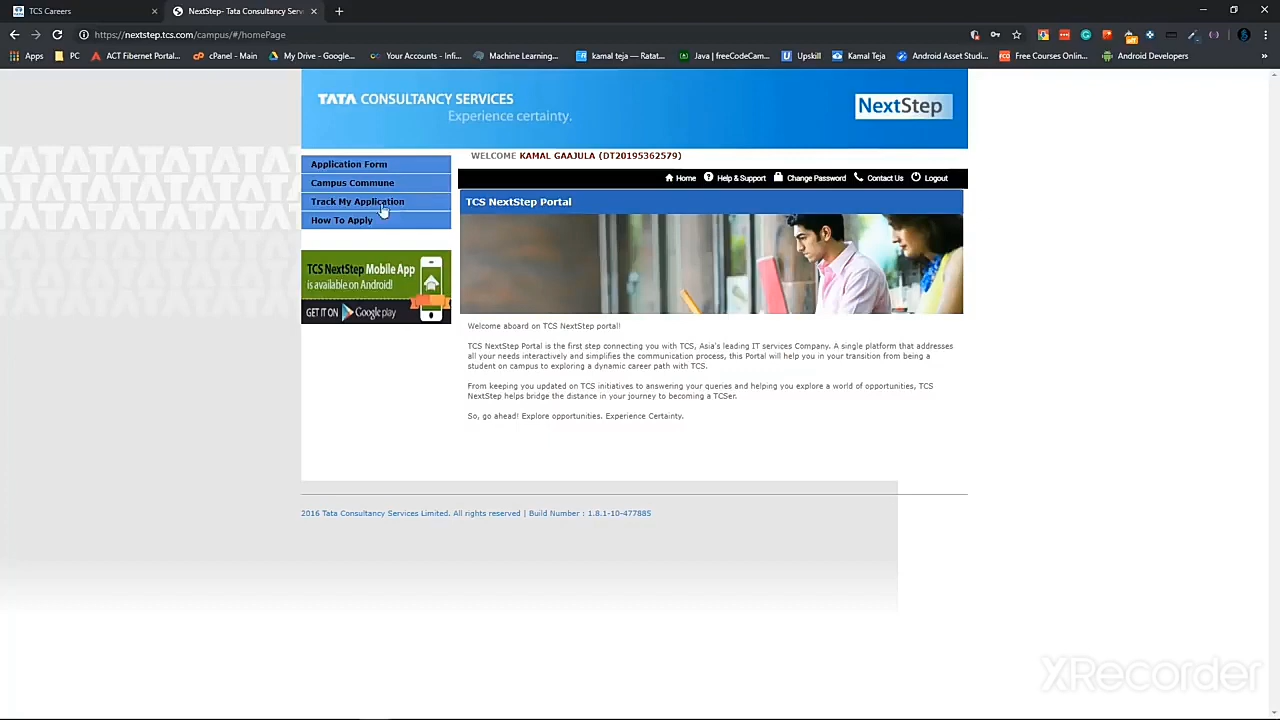 TCS Careers
NextStep- Tata Consultancy Serv
https://nextstep.tcs.com/campus/#/homePage
Apps
PC
ACT Fibernet Portal...
cPanel - Main
My Drive - Google...
Your Accounts - Infi...
Machine Learning...
kamal teja — Ratat...
Java | freeCodeCam...
Upskill
Kamal Teja
Android Asset Studi...
Free Courses Onlin...
Android Developers
»
TATA CONSULTANCY SERVICES
Experience certainty.
NextStep
WELCOME KAMAL GAAJULA (DT20195362579)
Home
Help & Support
Change Password
Contact Us
Logout
Application Form
Campus Commune
Track My Application
How To Apply
TCS NextStep Mobile App
is available on Android!
GET IT ON Google play
TCS NextStep Portal
Welcome aboard on TCS NextStep portal!
TCS NextStep Portal is the first step connecting you with TCS, Asia's leading IT services Company. A single platform that addresses
all your needs interactively and simplifies the communication process, this Portal will help you in your transition from being a
student on campus to exploring a dynamic career path with TCS.
From keeping you updated on TCS initiatives to answering your queries and helping you explore a world of opportunities, TCS
NextStep helps bridge the distance in your journey to becoming a TCSer.
So, go ahead! Explore opportunities. Experience Certainty.
2016 Tata Consultancy Services Limited. All rights reserved | Build Number : 1.8.1-10-477885
XRecorder